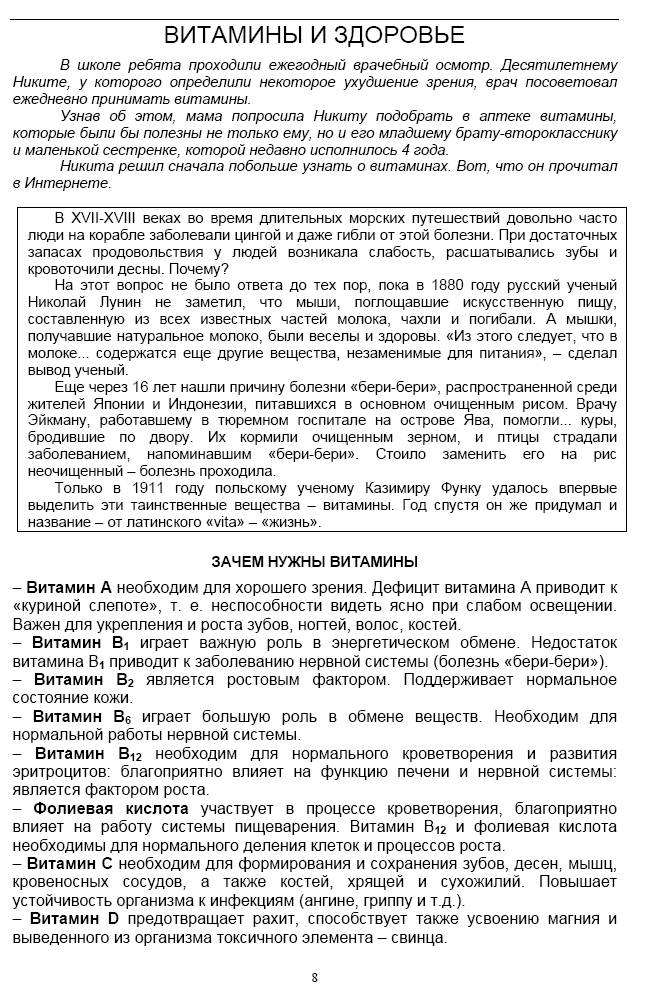 ВИТАМИНЫ И ЗДОРОВЬЕ
В школе ребята проходили ежегодный врачебный осмотр. Десятилетнему
Никите, у которого определили некоторое ухудшение зрения, врач посоветовал
ежедневно принимать витамины.
Узнав об этом, мама попросила Никиту подобрать в аптеке витамины,
которые были бы полезны не только ему, но и его младшему брату-второкласснику
и маленькой сестренке, которой недавно исполнилось 4 года.
Никита решил сначала побольше узнать о витаминах. Вот, что он прочитал
в Интернете.
В XVII-XVIII веках во время длительных морских путешествий довольно часто
люди на корабле заболевали цингой и даже гибли от этой болезни. При достаточных
запасах продовольствия у людей возникала слабость, расшатывались зубы и
кровоточили десны. Почему?
На этот вопрос не было ответа до тех пор, пока в 1880 году русский ученый
Николай Лунин не заметил, что мыши, поглощавшие искусственную пищу,
составленную из всех известных частей молока, чахли и погибали. А мышки,
получавшие натуральное молоко, были веселы и здоровы. «Из этого следует, что в
молоке... содержатся еще другие вещества, незаменимые для питания», – сделал
вывод ученый.
Еще через 16 лет нашли причину болезни «бери-бери», распространенной среди
жителей Японии и Индонезии, питавшихся в основном очищенным рисом. Врачу
Эйкману, работавшему в тюремном госпитале на острове Ява, помогли... куры,
бродившие по двору. Их кормили очищенным зерном, и птицы страдали
заболеванием, напоминавшим «бери-бери». Стоило заменить его на рис
неочищенный – болезнь проходила.
Только в 1911 году польскому ученому Казимиру Функу удалось впервые
выделить эти таинственные вещества – витамины. Год спустя он же придумал и
название – от латинского «vita» – «жизнь».
ЗАЧЕМ НУЖНЫ ВИТАМИНЫ
– Витамин А необходим для хорошего зрения. Дефицит витамина А приводит к
«куриной слепоте», т. е. неспособности видеть ясно при слабом освещении.
Важен для укрепления и роста зубов, ногтей, волос, костей.
– Витамин В₁ играет важную роль в энергетическом обмене. Недостаток
витамина В₁ приводит к заболеванию нервной системы (болезнь «бери-бери»).
– Витамин В₂ является ростовым фактором. Поддерживает нормальное
состояние кожи.
– Витамин В₆ играет большую роль в обмене веществ. Необходим для
нормальной работы нервной системы.
– Витамин В₁₂ необходим для нормального кроветворения и развития
эритроцитов: благоприятно влияет на функцию печени и нервной системы:
является фактором роста.
– Фолиевая кислота участвует в процессе кроветворения, благоприятно
влияет на работу системы пищеварения. Витамин В₁₂ и фолиевая кислота
необходимы для нормального деления клеток и процессов роста.
– Витамин С необходим для формирования и сохранения зубов, десен, мышц,
кровеносных сосудов, а также костей, хрящей и сухожилий. Повышает
устойчивость организма к инфекциям (ангине, гриппу и т.д.).
– Витамин D предотвращает рахит, способствует также усвоению магния и
выведенного из организма токсичного элемента – свинца.
8